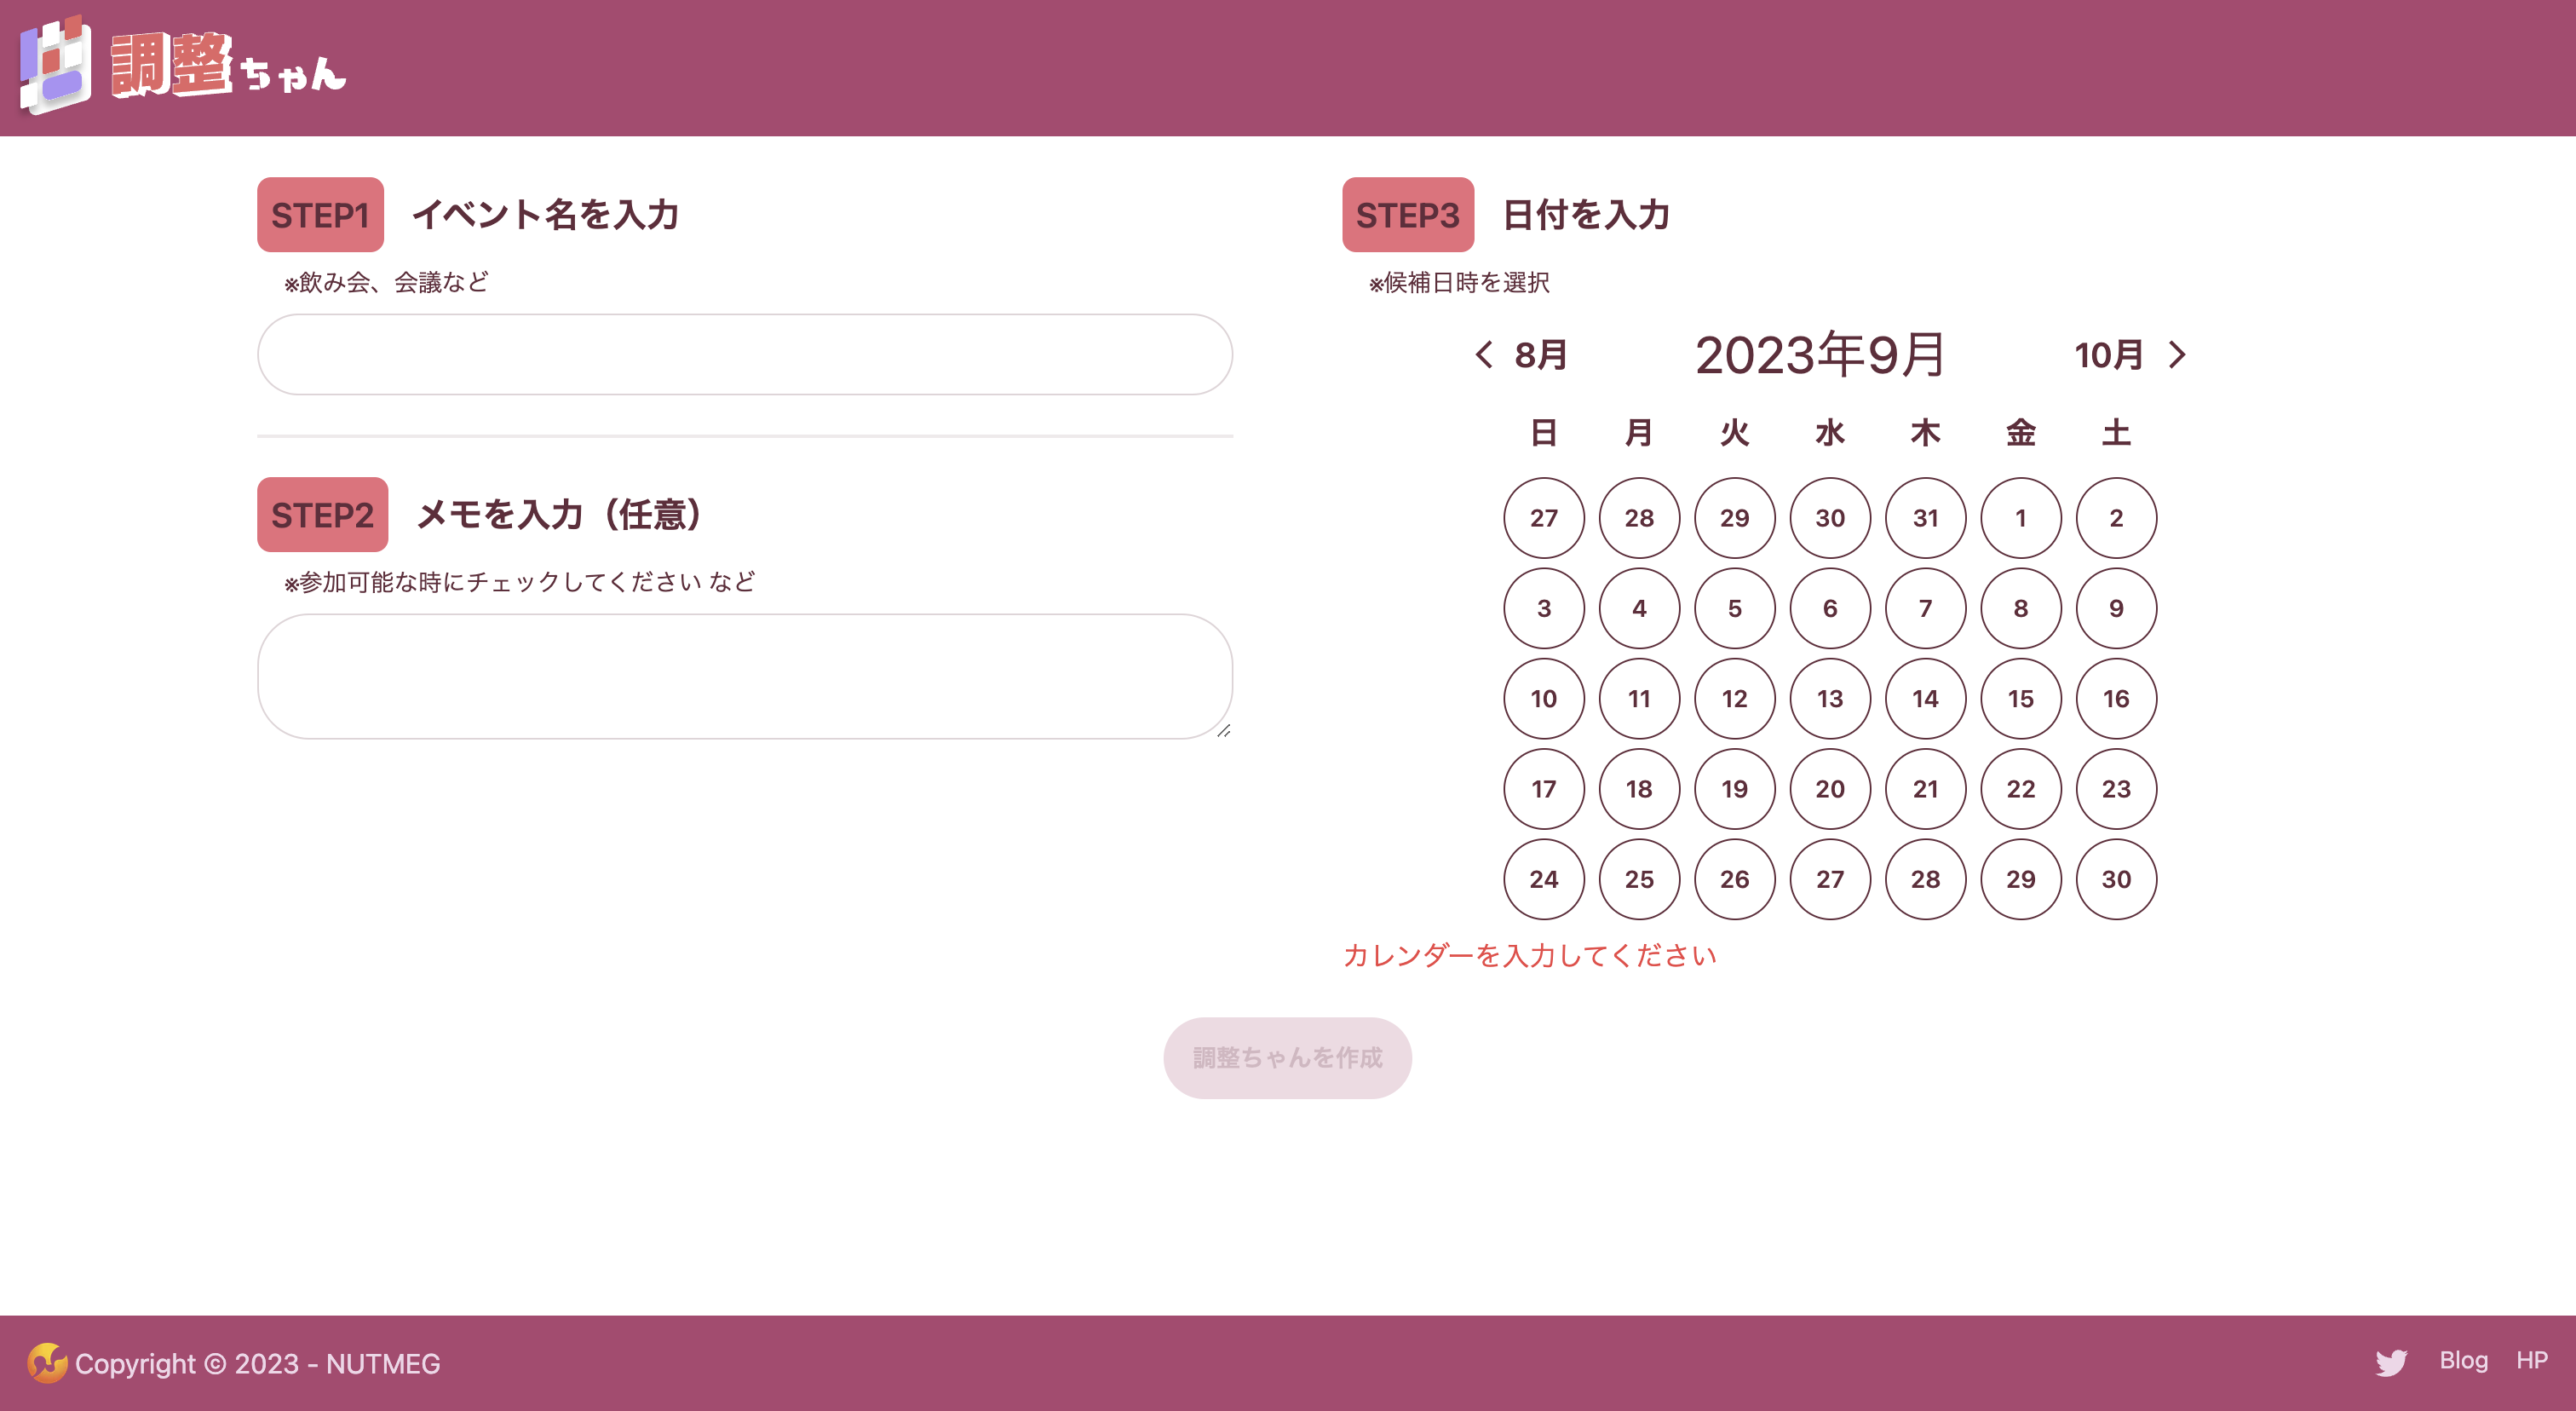 調整ちゃん
STEP1 イベント名を入力
※飲み会、会議など
STEP2 メモを入力（任意）
※参加可能な時にチェックしてください など
STEP3 日付を入力
※候補日時を選択
8月 2023年9月 10月
日 月 火 水 木 金 土
27 28 29 30 31 1 2
3 4 5 6 7 8 9
10 11 12 13 14 15 16
17 18 19 20 21 22 23
24 25 26 27 28 29 30
カレンダーを入力してください
調整ちゃんを作成
Copyright © 2023 - NUTMEG
Blog HP